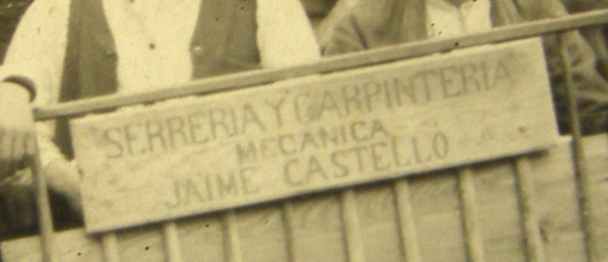 SERRERIA Y CARPINTERIA
MECANICA
JAIME CASTELLO